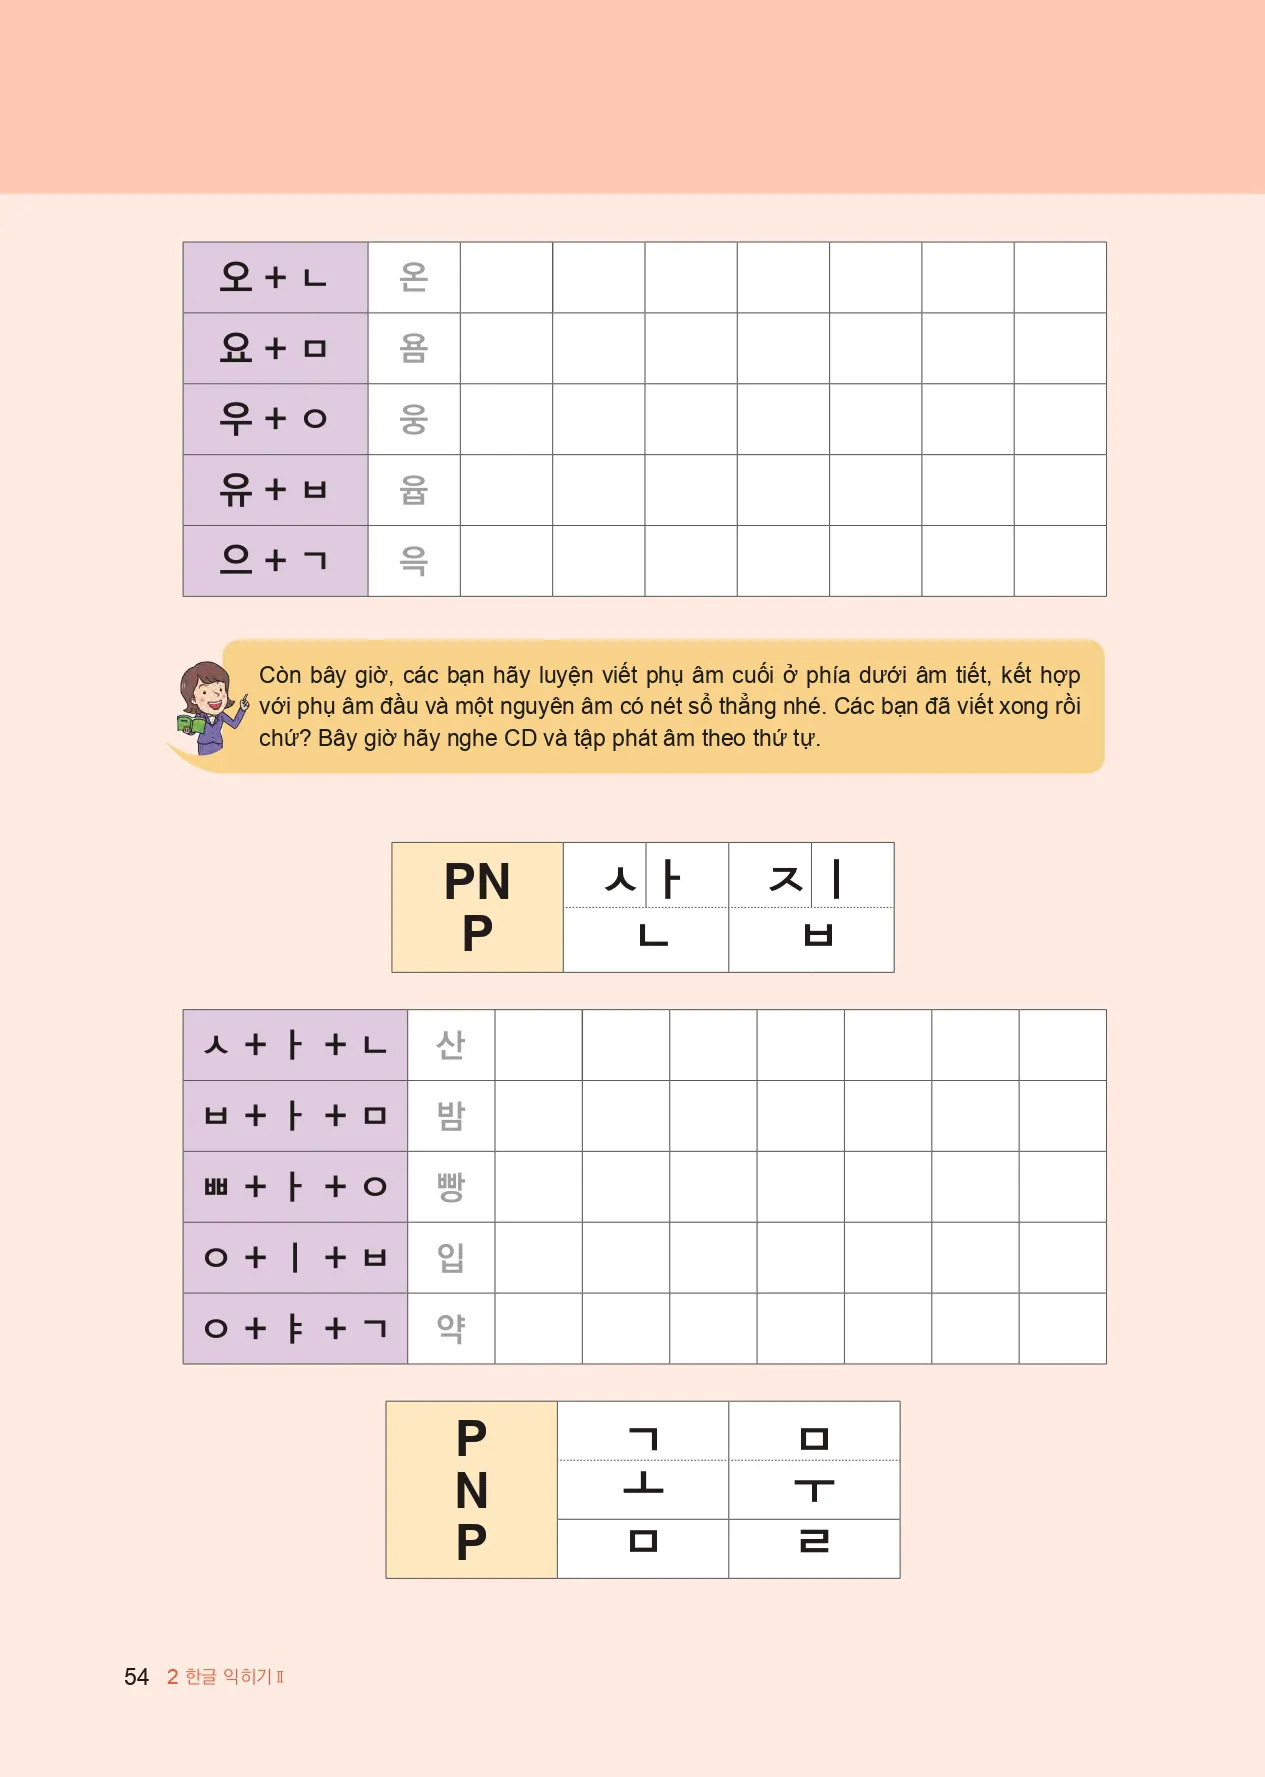 오 + ㄴ 온
요 + ㅁ 욤
우 + ㅇ 웅
유 + ㅂ 윱
으 + ㄱ 윽
Còn bây giờ, các bạn hãy luyện viết phụ âm cuối ở phía dưới âm tiết, kết hợp
với phụ âm đầu và một nguyên âm có nét sổ thẳng nhé. Các bạn đã viết xong rồi
chứ? Bây giờ hãy nghe CD và tập phát âm theo thứ tự.
PN ㅅ ㅏ ㅈ ㅣ
P ㄴ ㅂ
ㅅ + ㅏ + ㄴ 산
ㅂ + ㅏ + ㅁ 밤
ㅃ + ㅏ + ㅇ 빵
ㅇ + ㅣ + ㅂ 입
ㅇ + ㅑ + ㄱ 약
P ㄱ ㅁ
N ㅗ ㅜ
P ㅁ ㄹ
54 2 한글 익히기 Ⅱ